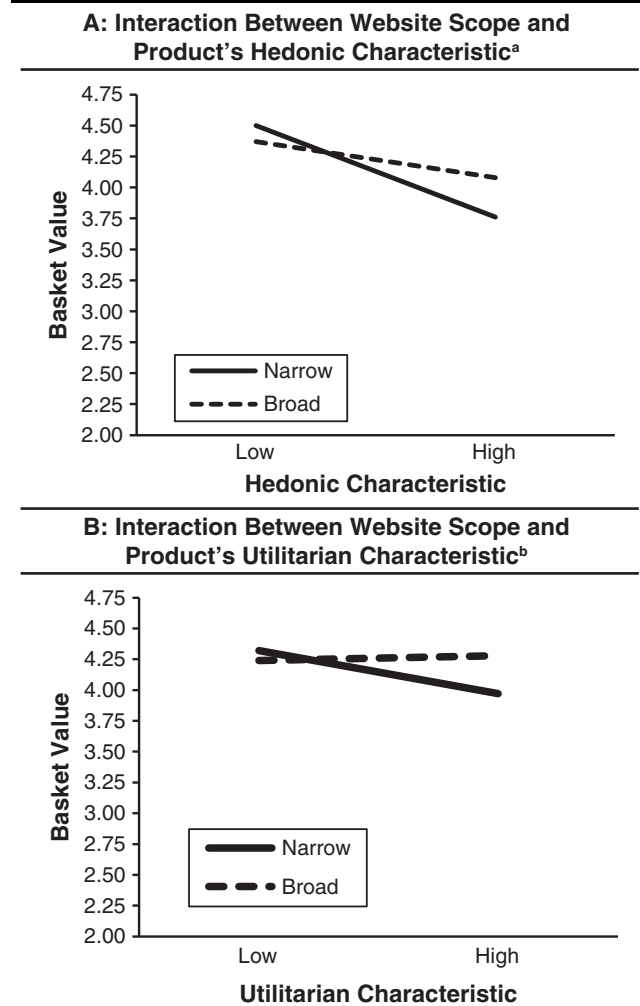 A: Interaction Between Website Scope and
Product's Hedonic Characteristicᵃ
4.75
4.50
4.25
4.00
3.75
3.50
3.25
3.00
2.75
2.50
2.25
2.00
Basket Value
Narrow
Broad
Low High
Hedonic Characteristic
B: Interaction Between Website Scope and
Product's Utilitarian Characteristicᵇ
4.75
4.50
4.25
4.00
3.75
3.50
3.25
3.00
2.75
2.50
2.25
2.00
Basket Value
Narrow
Broad
Low High
Utilitarian Characteristic